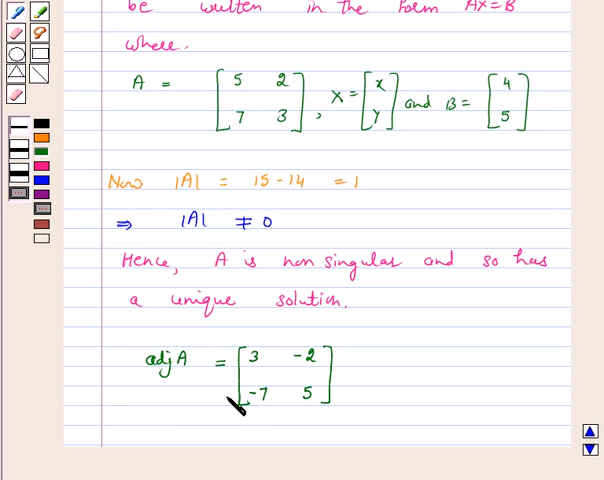 be written in the form AX=B
where.
A = [5 2 7 3], X = [x y] and B = [4 5]
Now |A| = 15 - 14 = 1
⇒ |A| ≠ 0
Hence, A is non singular and so has
a unique solution.
adj A = [3 -2 -7 5]